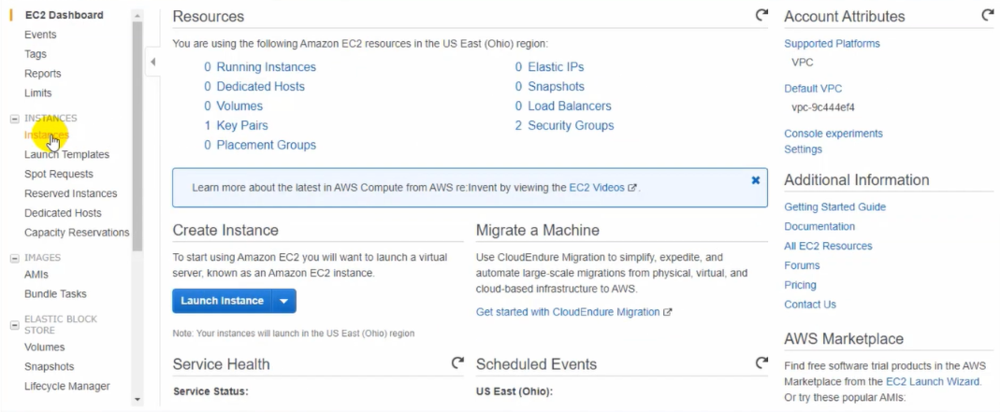 EC2 Dashboard
Events
Tags
Reports
Limits
INSTANCES
Instances
Launch Templates
Spot Requests
Reserved Instances
Dedicated Hosts
Capacity Reservations
IMAGES
AMIs
Bundle Tasks
ELASTIC BLOCK
STORE
Volumes
Snapshots
Lifecycle Manager
Resources
You are using the following Amazon EC2 resources in the US East (Ohio) region:
0 Running Instances
0 Dedicated Hosts
0 Volumes
1 Key Pairs
0 Placement Groups
0 Elastic IPs
0 Snapshots
0 Load Balancers
2 Security Groups
Learn more about the latest in AWS Compute from AWS re:Invent by viewing the EC2 Videos .
Create Instance
To start using Amazon EC2 you will want to launch a virtual
server, known as an Amazon EC2 instance.
Launch Instance
Note: Your instances will launch in the US East (Ohio) region
Migrate a Machine
Use CloudEndure Migration to simplify, expedite, and
automate large-scale migrations from physical, virtual, and
cloud-based infrastructure to AWS.
Get started with CloudEndure Migration
Service Health
Service Status:
Scheduled Events
US East (Ohio):
Account Attributes
Supported Platforms
VPC
Default VPC
vpc-9c444ef4
Console experiments
Settings
Additional Information
Getting Started Guide
Documentation
All EC2 Resources
Forums
Pricing
Contact Us
AWS Marketplace
Find free software trial products in the AWS
Marketplace from the EC2 Launch Wizard.
Or try these popular AMIs: